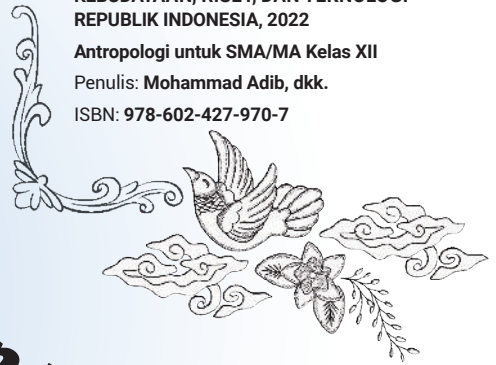 REPUBLIK INDONESIA, 2022
Antropologi untuk SMA/MA Kelas XII
Penulis: Mohammad Adib, dkk.
ISBN: 978-602-427-970-7